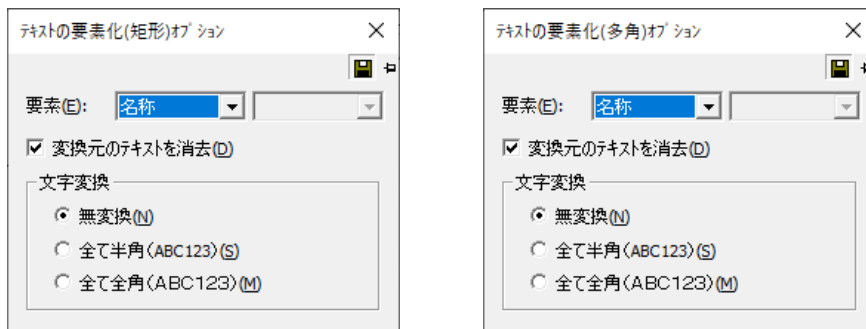 ﾃｷｽﾄの要素化(矩形)ｵﾌﾟｼｮﾝ
要素(E):
名称
変換元のﾃｷｽﾄを消去(D)
文字変換
無変換(N)
全て半角(ABC123)(S)
全て全角(ＡＢＣ１２３)(M)
ﾃｷｽﾄの要素化(多角)ｵﾌﾟｼｮﾝ
要素(E):
名称
変換元のﾃｷｽﾄを消去(D)
文字変換
無変換(N)
全て半角(ABC123)(S)
全て全角(ＡＢＣ１２３)(M)